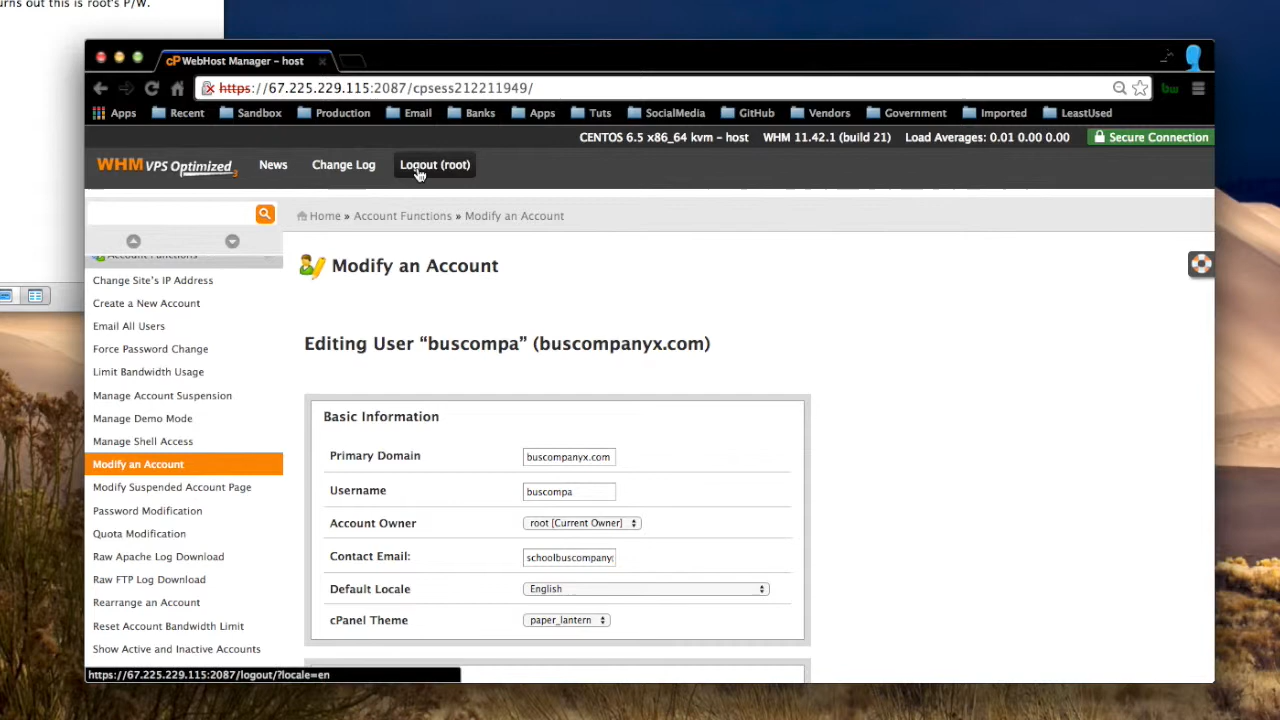 urns out this is root's P/W.
cP WebHost Manager – host
https://67.225.229.115:2087/cpsess212211949/
bw
Apps Recent Sandbox Production Email Banks Apps Tuts SocialMedia GitHub Vendors Government Imported LeastUsed
CENTOS 6.5 x86_64 kvm – host WHM 11.42.1 (build 21) Load Averages: 0.01 0.00 0.00 Secure Connection
WHM VPS Optimized News Change Log Logout (root)
Home » Account Functions » Modify an Account
Account Functions
Change Site's IP Address
Create a New Account
Email All Users
Force Password Change
Limit Bandwidth Usage
Manage Account Suspension
Manage Demo Mode
Manage Shell Access
Modify an Account
Modify Suspended Account Page
Password Modification
Quota Modification
Raw Apache Log Download
Raw FTP Log Download
Rearrange an Account
Reset Account Bandwidth Limit
Show Active and Inactive Accounts
Modify an Account
Editing User “buscompa” (buscompanyx.com)
Basic Information
Primary Domain buscompanyx.com
Username buscompa
Account Owner root [Current Owner]
Contact Email: schoolbuscompany
Default Locale English
cPanel Theme paper_lantern
https://67.225.229.115:2087/logout/?locale=en